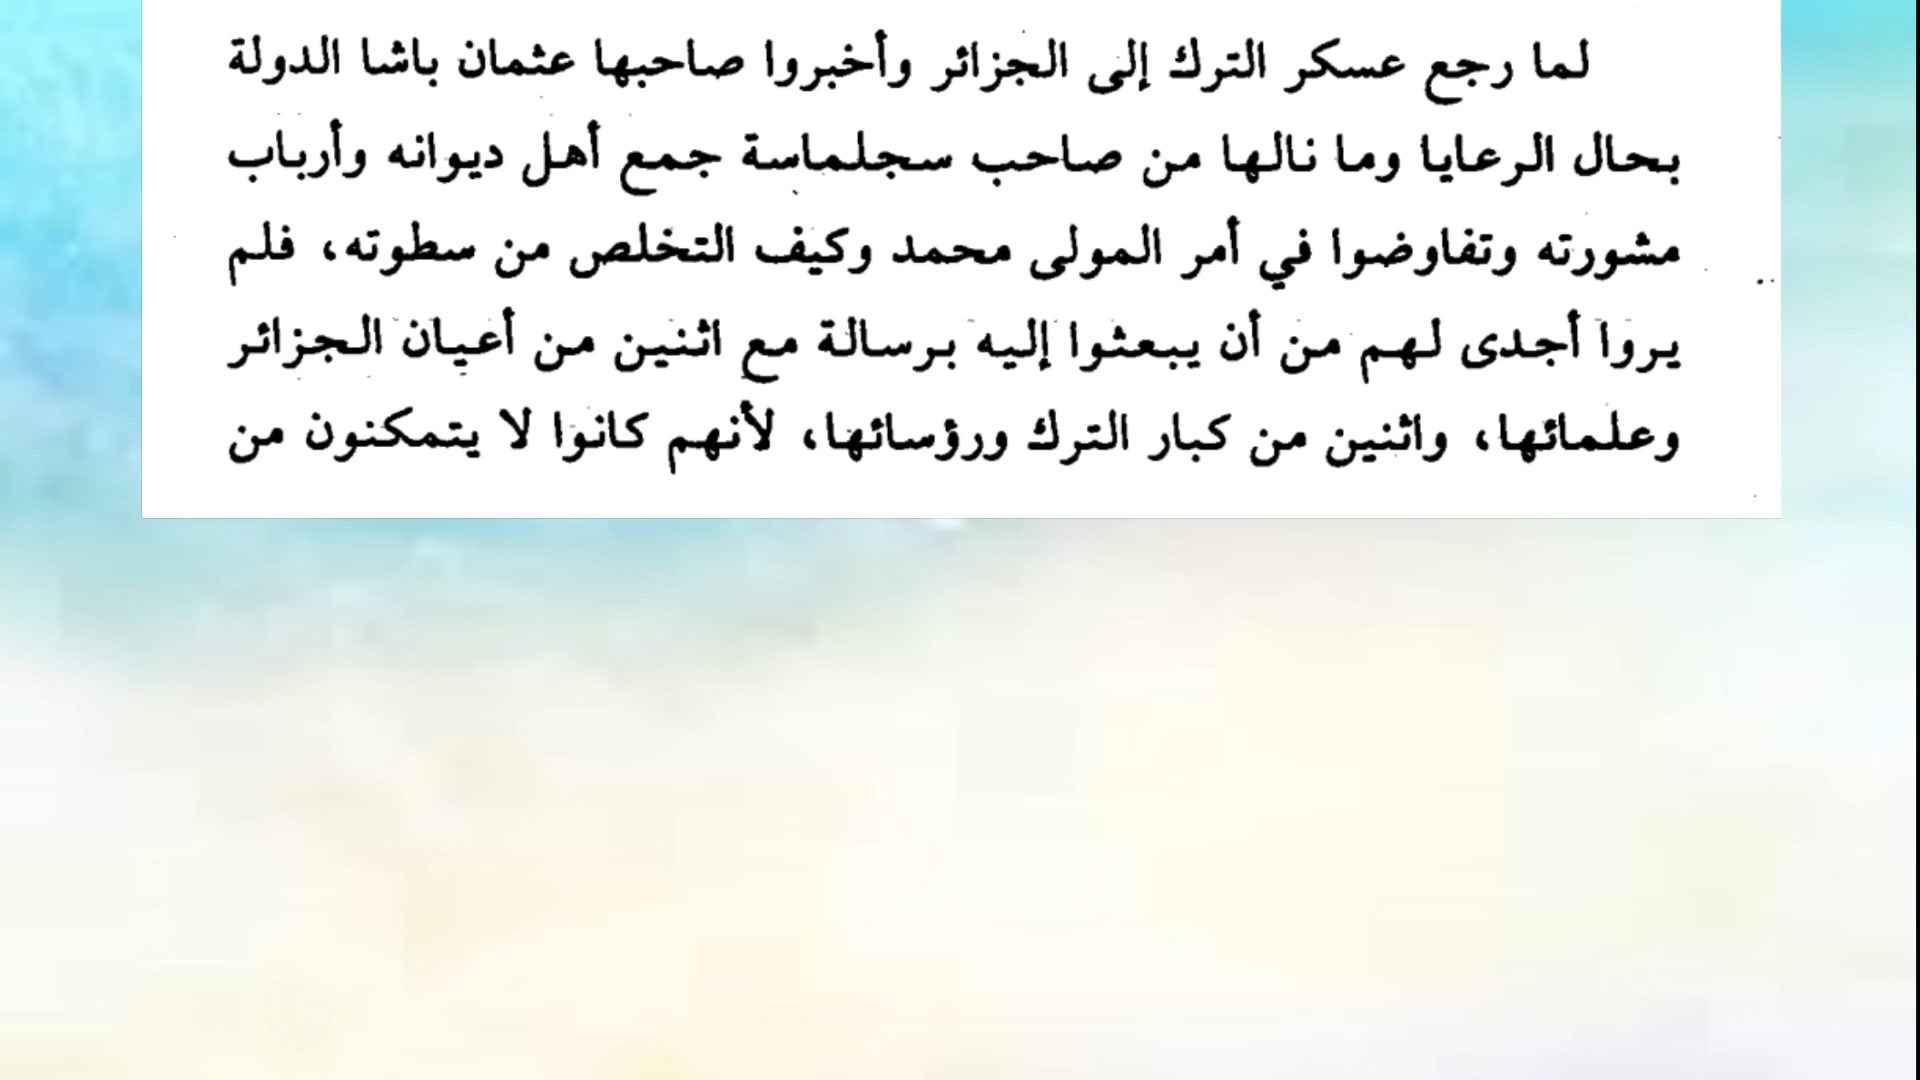 لما رجع عسكر الترك إلى الجزائر وأخبروا صاحبها عثمان باشا الدولة
بحال الرعايا وما نالها من صاحب سجلماسة جمع أهل ديوانه وأرباب
مشورته وتفاوضوا في أمر المولى محمد وكيف التخلص من سطوته، فلم
يروا أجدى لهم من أن يبعثوا إليه برسالة مع اثنين من أعيان الجزائر
وعلمائها، واثنين من كبار الترك ورؤسائها، لأنهم كانوا لا يتمكنون من